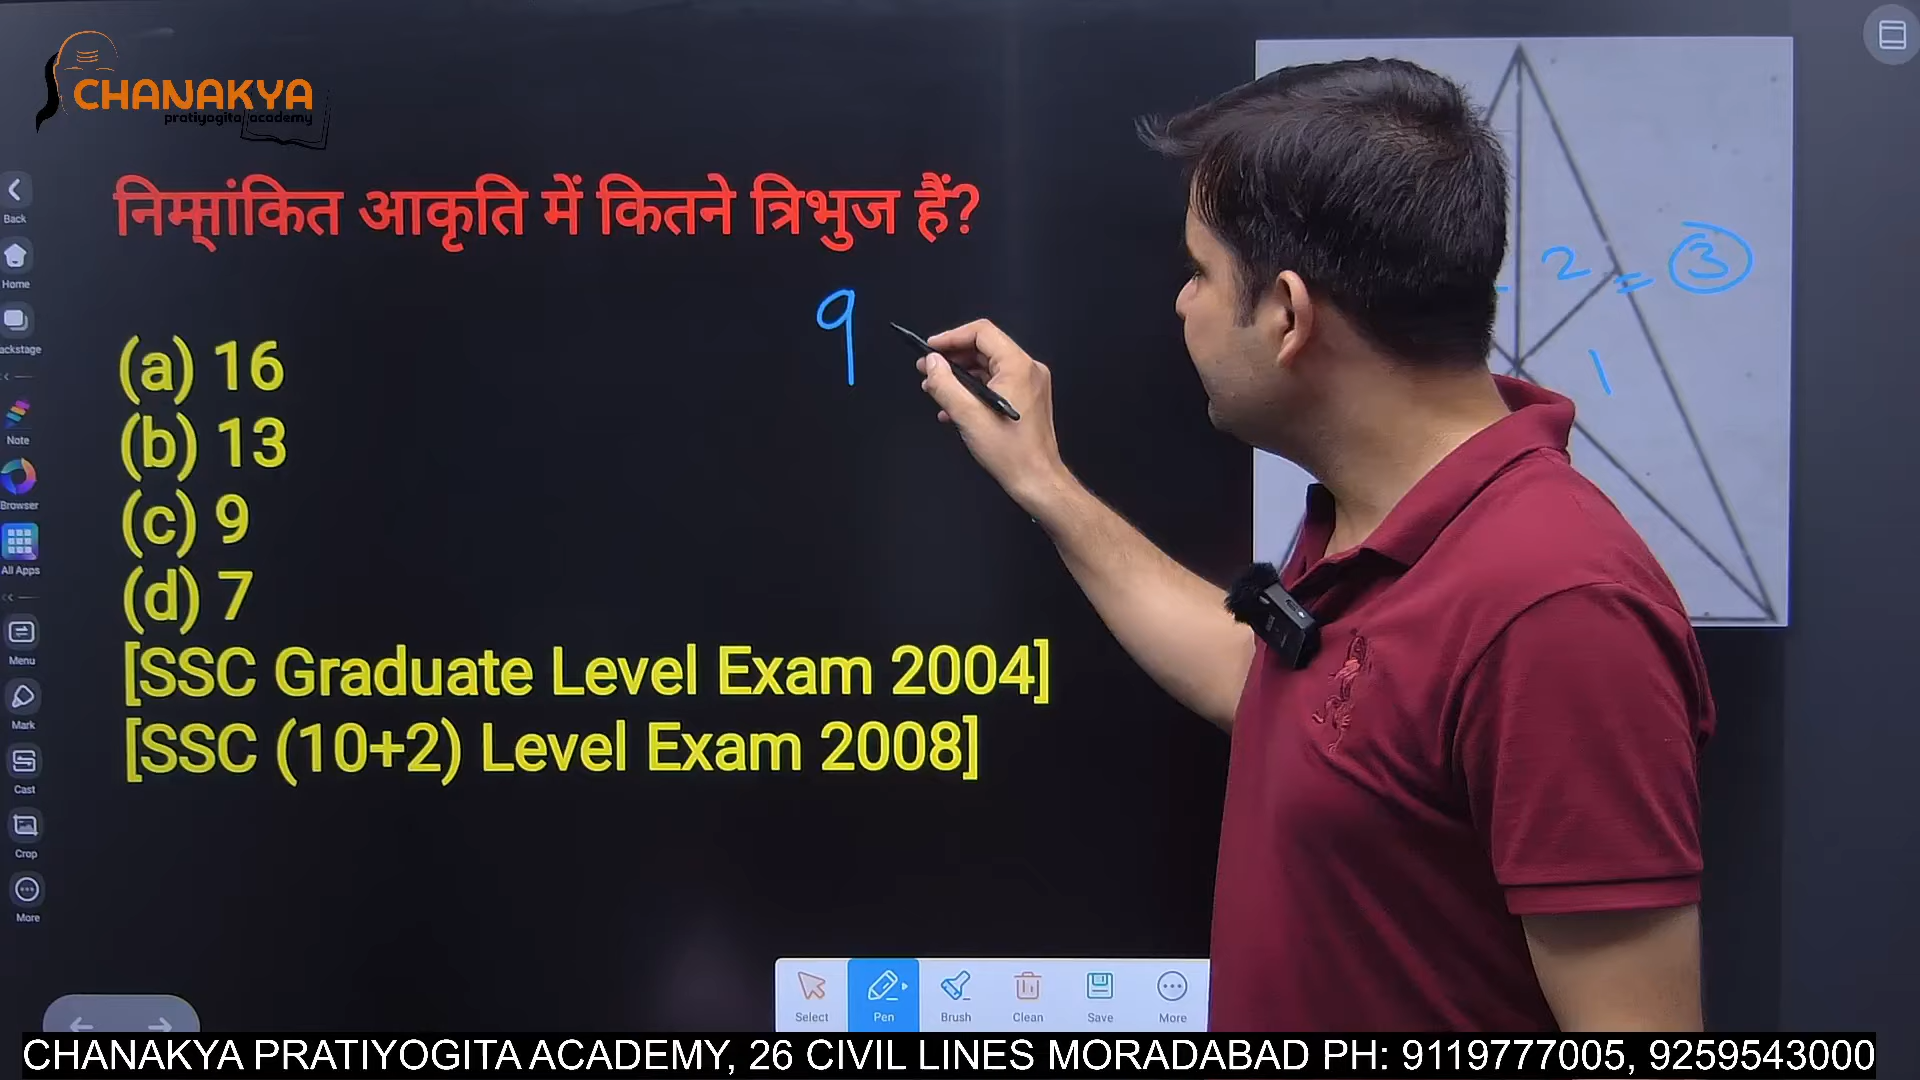 CHANAKYA
pratiyogita academy
निम्नांकित आकृति में कितने त्रिभुज हैं?
9
2 = 3
1
(a) 16
(b) 13
(c) 9
(d) 7
[SSC Graduate Level Exam 2004]
[SSC (10+2) Level Exam 2008]
Back
Home
ackstage
Note
Browser
All Apps
Menu
Mark
Cast
Crop
More
Select
Pen
Brush
Clean
Save
More
CHANAKYA PRATIYOGITA ACADEMY, 26 CIVIL LINES MORADABAD PH: 9119777005, 9259543000